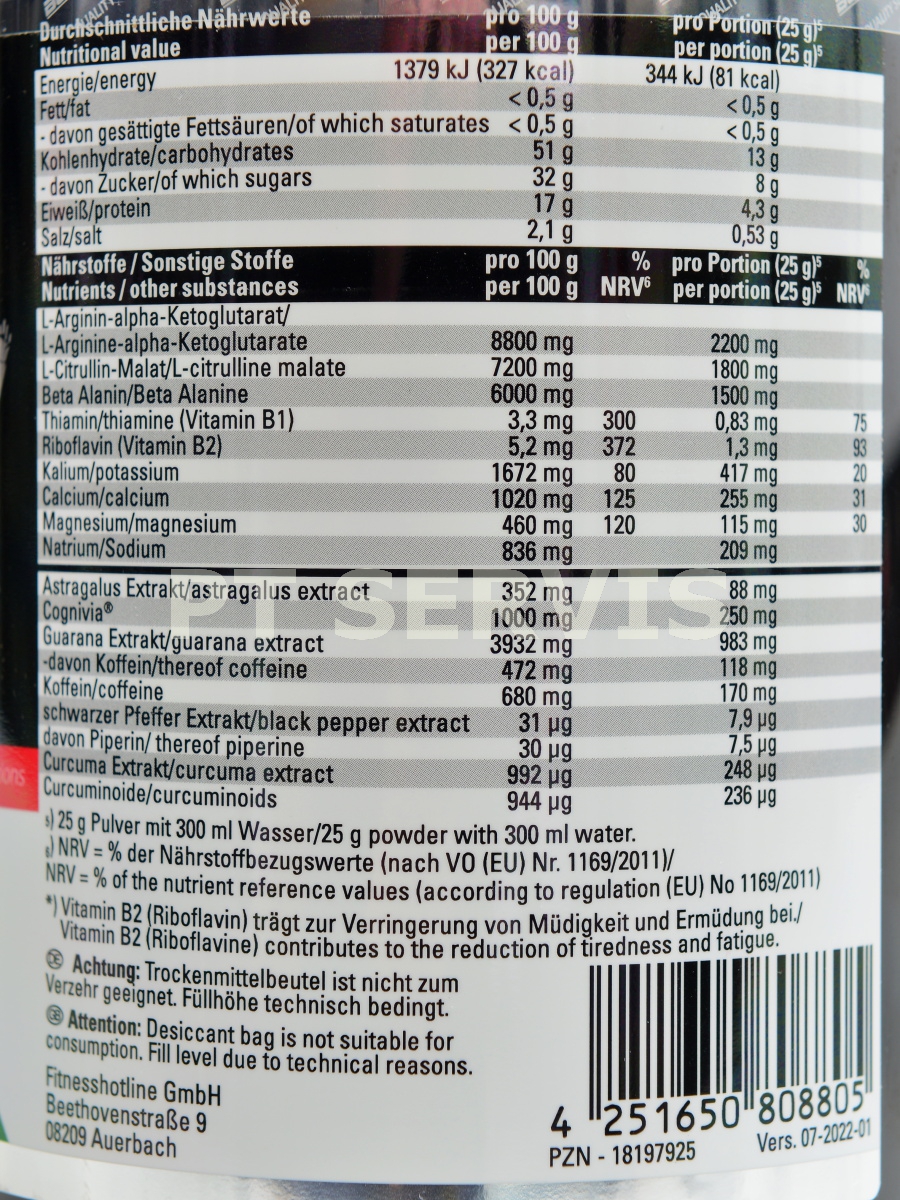 Durchschnittliche Nährwerte pro 100 g pro Portion (25 g)⁵
Nutritional value per 100 g per portion (25 g)⁵
Energie/energy 1379 kJ (327 kcal) 344 kJ (81 kcal)
Fett/fat < 0,5 g < 0,5 g
- davon gesättigte Fettsäuren/of which saturates < 0,5 g < 0,5 g
Kohlenhydrate/carbohydrates 51 g 13 g
- davon Zucker/of which sugars 32 g 8 g
Eiweiß/protein 17 g 4,3 g
Salz/salt 2,1 g 0,53 g
Nährstoffe / Sonstige Stoffe pro 100 g % pro Portion (25 g)⁵ %
Nutrients / other substances per 100 g NRV⁶ per portion (25 g)⁵ NRV⁶
L-Arginin-alpha-Ketoglutarat/
L-Arginine-alpha-Ketoglutarate 8800 mg 2200 mg
L-Citrullin-Malat/L-citrulline malate 7200 mg 1800 mg
Beta Alanin/Beta Alanine 6000 mg 1500 mg
Thiamin/thiamine (Vitamin B1) 3,3 mg 300 0,83 mg 75
Riboflavin (Vitamin B2) 5,2 mg 372 1,3 mg 93
Kalium/potassium 1672 mg 80 417 mg 20
Calcium/calcium 1020 mg 125 255 mg 31
Magnesium/magnesium 460 mg 120 115 mg 30
Natrium/Sodium 836 mg 209 mg
Astragalus Extrakt/astragalus extract 352 mg 88 mg
Cognivia® 1000 mg 250 mg
PT SERVIS
Guarana Extrakt/guarana extract 3932 mg 983 mg
-davon Koffein/thereof coffeine 472 mg 118 mg
Koffein/coffeine 680 mg 170 mg
schwarzer Pfeffer Extrakt/black pepper extract 31 µg 7,9 µg
davon Piperin/ thereof piperine 30 µg 7,5 µg
Curcuma Extrakt/curcuma extract 992 µg 248 µg
Curcuminoide/curcuminoids 944 µg 236 µg
⁵) 25 g Pulver mit 300 ml Wasser/25 g powder with 300 ml water.
⁶) NRV = % der Nährstoffbezugswerte (nach VO (EU) Nr. 1169/2011)/
NRV = % of the nutrient reference values (according to regulation (EU) No 1169/2011)
*) Vitamin B2 (Riboflavin) trägt zur Verringerung von Müdigkeit und Ermüdung bei./
Vitamin B2 (Riboflavine) contributes to the reduction of tiredness and fatigue.
DE Achtung: Trockenmittelbeutel ist nicht zum
Verzehr geeignet. Füllhöhe technisch bedingt.
GB Attention: Desiccant bag is not suitable for
consumption. Fill level due to technical reasons.
Fitnesshotline GmbH
Beethovenstraße 9
08209 Auerbach
4 251650 808805
PZN - 18197925 Vers. 07-2022-01